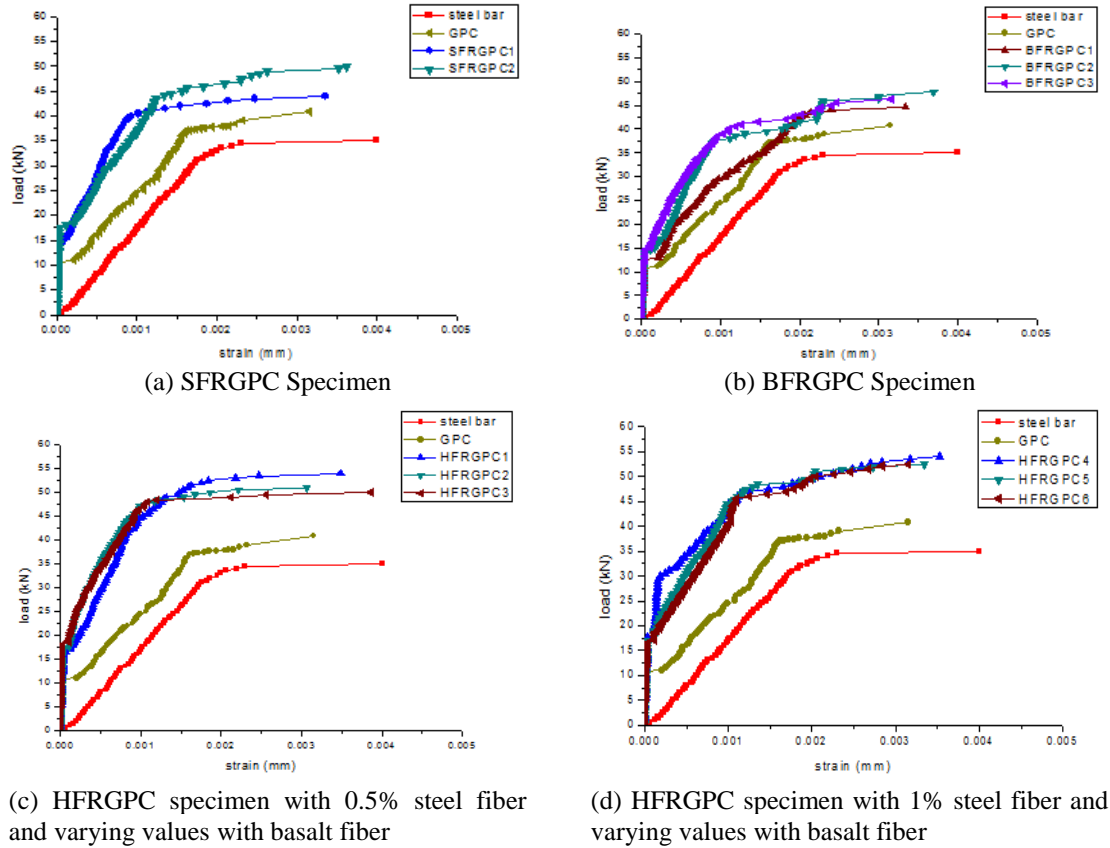 steel bar
GPC
SFRGPC1
SFRGPC2
60
55
50
45
40
35
30
25
20
15
10
5
0
load (kN)
0.000 0.001 0.002 0.003 0.004 0.005
strain (mm)
(a) SFRGPC Specimen
steel bar
GPC
BFRGPC1
BFRGPC2
BFRGPC3
60
55
50
45
40
35
30
25
20
15
10
5
0
load (kN)
0.000 0.001 0.002 0.003 0.004 0.005
strain (mm)
(b) BFRGPC Specimen
steel bar
GPC
HFRGPC1
HFRGPC2
HFRGPC3
60
55
50
45
40
35
30
25
20
15
10
5
0
load (kN)
0.000 0.001 0.002 0.003 0.004 0.005
strain (mm)
(c) HFRGPC specimen with 0.5% steel fiber
and varying values with basalt fiber
steel bar
GPC
HFRGPC4
HFRGPC5
HFRGPC6
60
55
50
45
40
35
30
25
20
15
10
5
0
load (kN)
0.000 0.001 0.002 0.003 0.004 0.005
strain (mm)
(d) HFRGPC specimen with 1% steel fiber and
varying values with basalt fiber